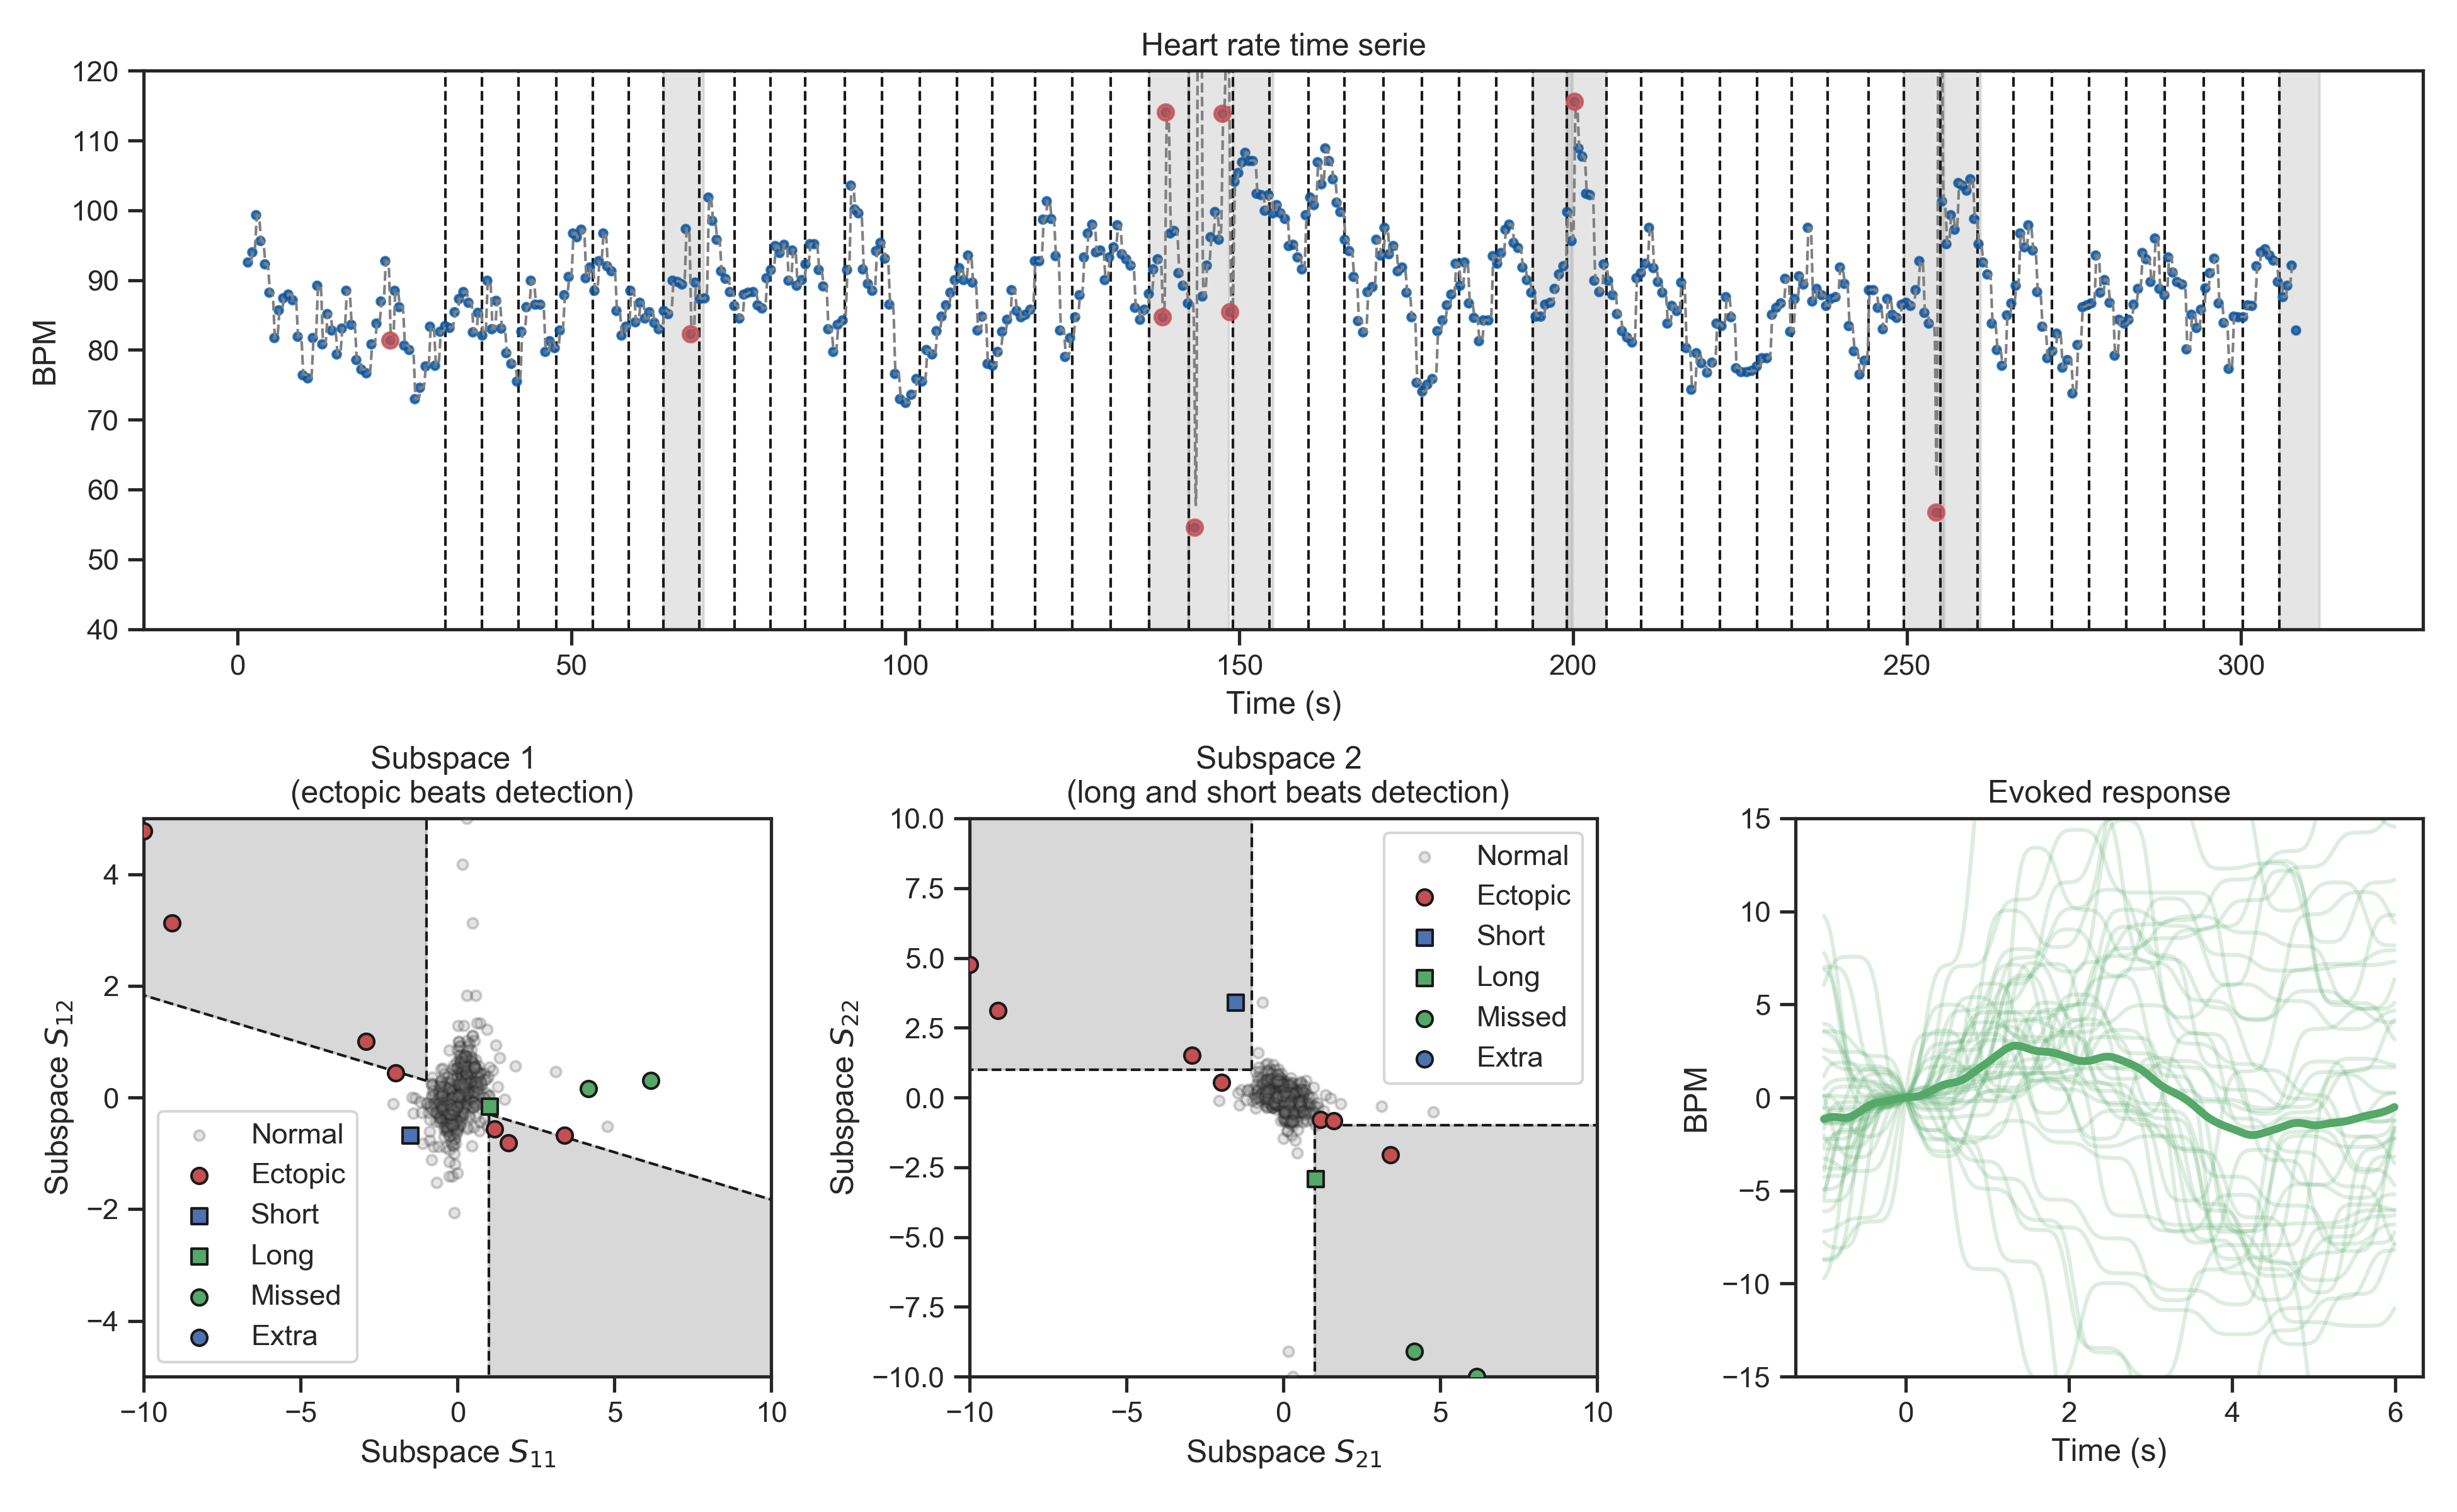 Heart rate time serie
120
110
100
90
80
70
60
50
40
BPM
0 50 100 150 200 250 300
Time (s)
Subspace 1
(ectopic beats detection)
4
2
0
−2
−4
Subspace S12
Normal
Ectopic
Short
Long
Missed
Extra
−10 −5 0 5 10
Subspace S11
Subspace 2
(long and short beats detection)
10.0
7.5
5.0
2.5
0.0
−2.5
−5.0
−7.5
−10.0
Subspace S22
Normal
Ectopic
Short
Long
Missed
Extra
−10 −5 0 5 10
Subspace S21
Evoked response
15
10
5
0
−5
−10
−15
BPM
0 2 4 6
Time (s)